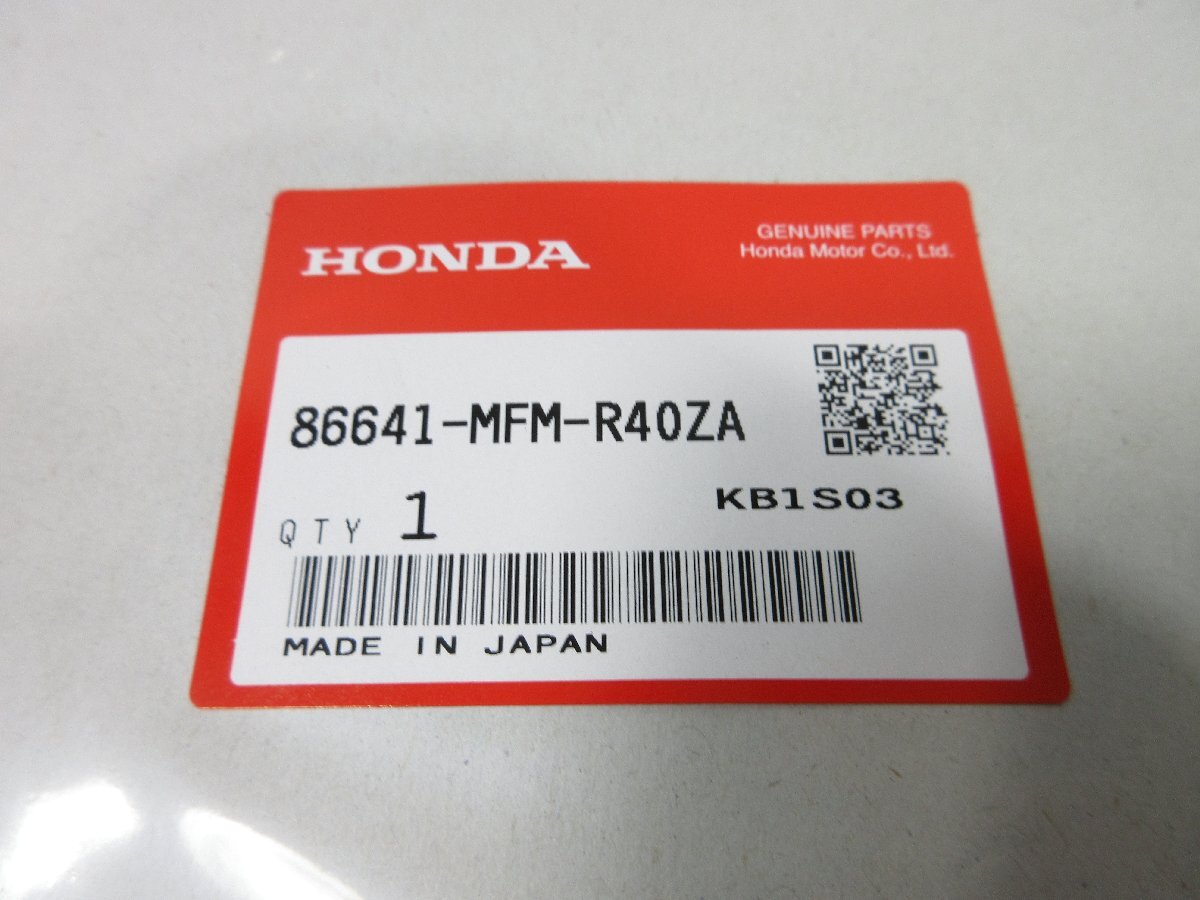 HONDA
GENUINE PARTS
Honda Motor Co., Ltd.
86641-MFM-R40ZA
KB1S03
QTY 1
MADE IN JAPAN